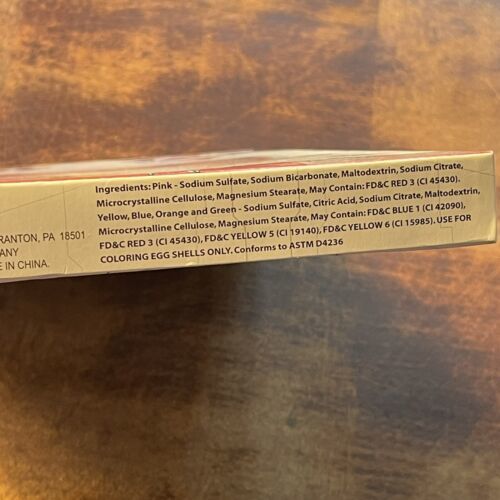 Ingredients: Pink - Sodium Sulfate, Sodium Bicarbonate, Maltodextrin, Sodium Citrate,
Microcrystalline Cellulose, Magnesium Stearate, May Contain: FD&C RED 3 (CI 45430).
Yellow, Blue, Orange and Green - Sodium Sulfate, Citric Acid, Sodium Citrate, Maltodextrin,
Microcrystalline Cellulose, Magnesium Stearate, May Contain: FD&C BLUE 1 (CI 42090),
FD&C RED 3 (CI 45430), FD&C YELLOW 5 (CI 19140), FD&C YELLOW 6 (CI 15985). USE FOR
COLORING EGG SHELLS ONLY. Conforms to ASTM D4236
RANTON, PA 18501
ANY
E IN CHINA.